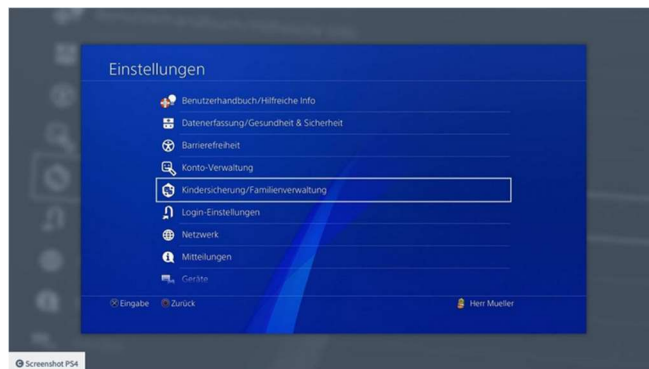 Einstellungen
Benutzerhandbuch/Hilfreiche Info
Datenerfassung/Gesundheit & Sicherheit
Barrierefreiheit
Konto-Verwaltung
Kindersicherung/Familienverwaltung
Login-Einstellungen
Netzwerk
Mitteilungen
Geräte
Eingabe Zurück Herr Mueller
Screenshot PS4